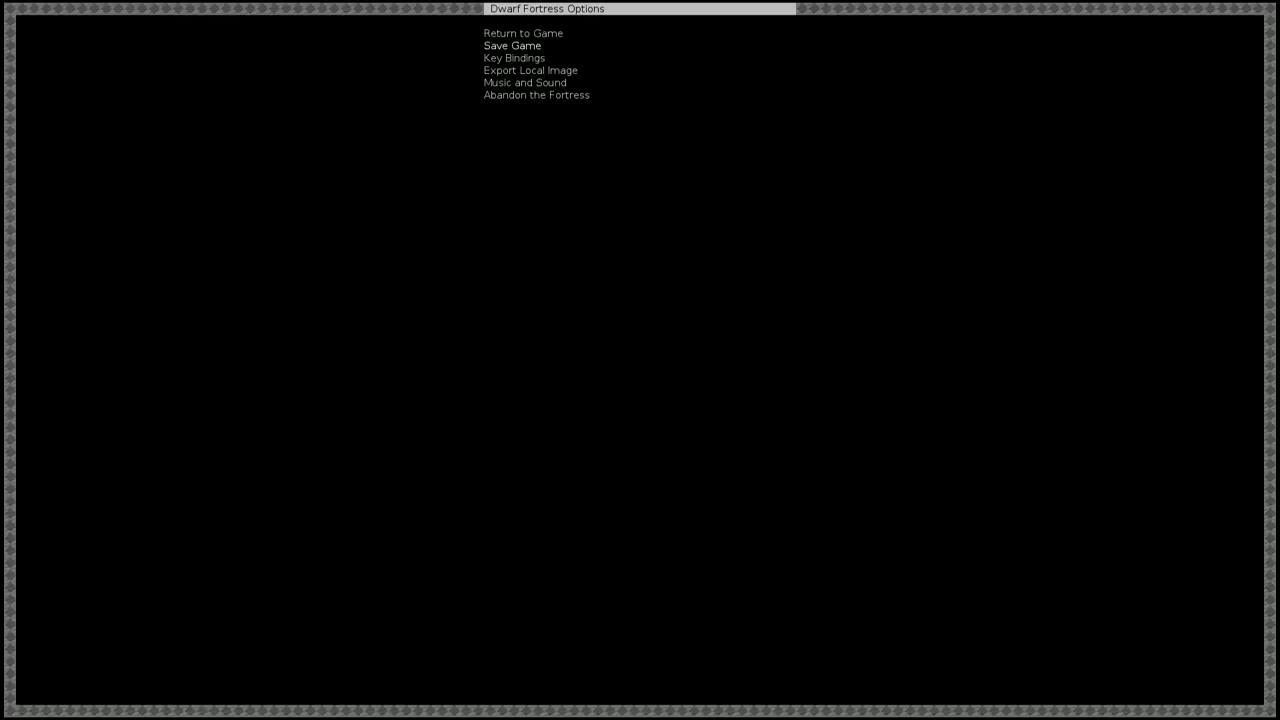 Dwarf Fortress Options
Return to Game
Save Game
Key Bindings
Export Local Image
Music and Sound
Abandon the Fortress